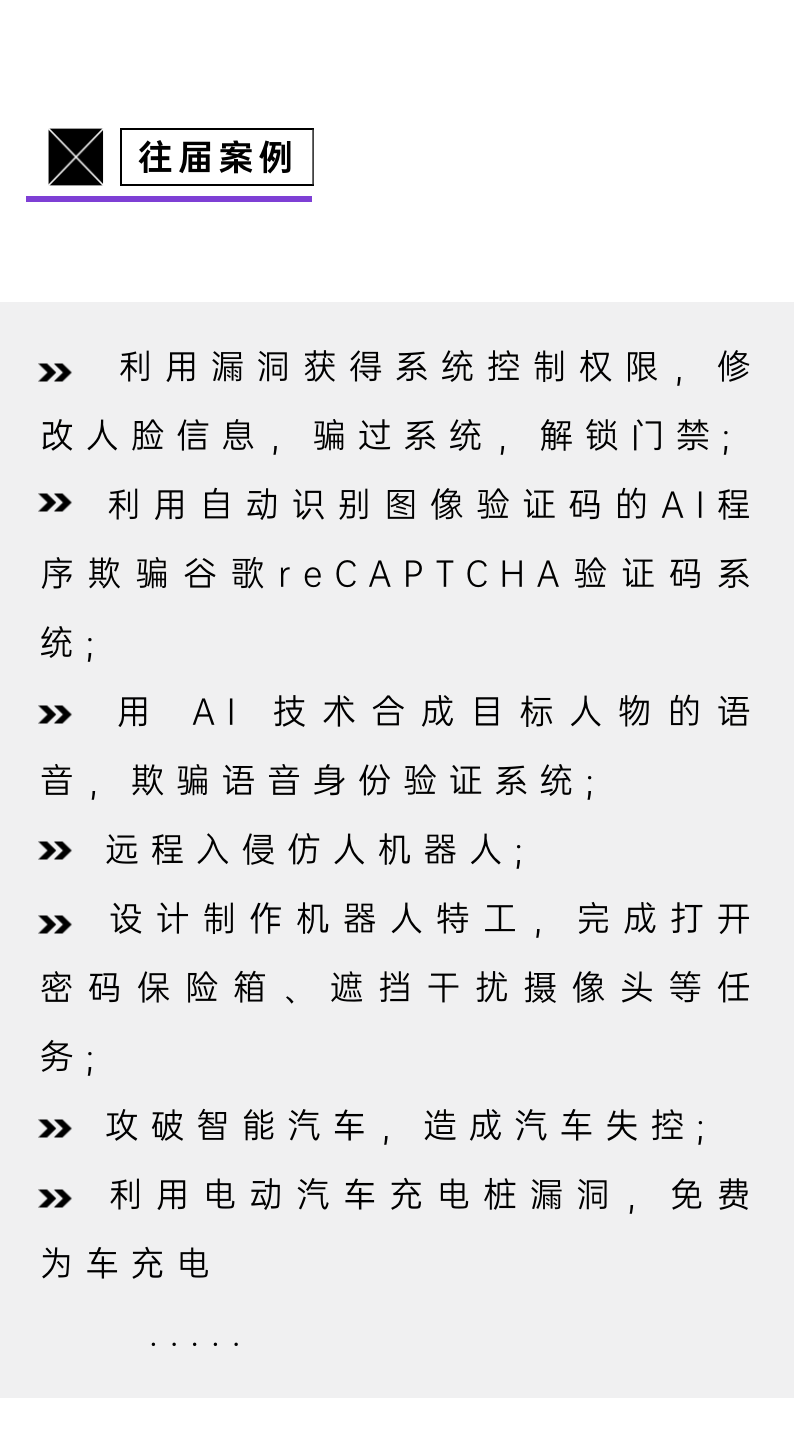 往届案例
利用漏洞获得系统控制权限，修
改人脸信息，骗过系统，解锁门禁；
利用自动识别图像验证码的AI程
序欺骗谷歌reCAPTCHA验证码系
统；
用 AI 技术合成目标人物的语
音，欺骗语音身份验证系统；
远程入侵仿人机器人；
设计制作机器人特工，完成打开
密码保险箱、遮挡干扰摄像头等任
务；
攻破智能汽车，造成汽车失控；
利用电动汽车充电桩漏洞，免费
为车充电
.....